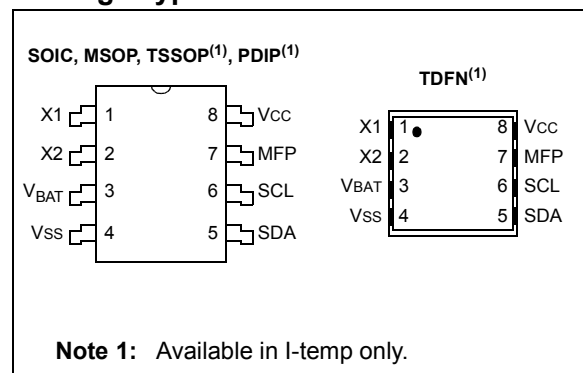 SOIC, MSOP, TSSOP(1), PDIP(1)
X1 1 8 VCC
X2 2 7 MFP
VBAT 3 6 SCL
VSS 4 5 SDA
TDFN(1)
X1 1 8 VCC
X2 2 7 MFP
VBAT 3 6 SCL
VSS 4 5 SDA
Note 1: Available in I-temp only.